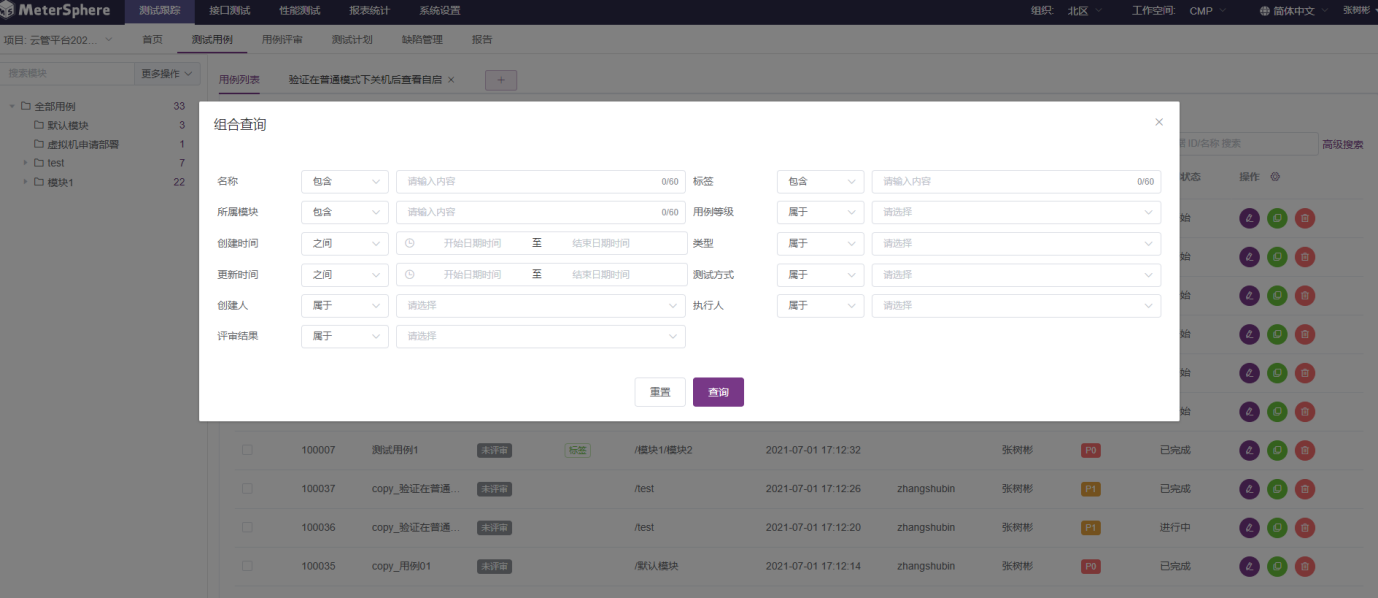 MeterSphere 测试跟踪 接口测试 性能测试 报表统计 系统设置 组织: 北区 工作空间: CMP 简体中文 张树彬
项目: 云管平台202... 首页 测试用例 用例评审 测试计划 缺陷管理 报告
搜索模块 更多操作 用例列表 验证在普通模式下关机后查看自启 × +
全部用例 33
默认模块 3
虚拟机申请部署 1
test 7
模块1 22
组合查询 ×
ID/名称 搜索 高级搜索
状态 操作
名称 包含 请输入内容 0/60 标签 包含 请输入内容 0/60
所属模块 包含 请输入内容 0/60 用例等级 属于 请选择
创建时间 之间 开始日期时间 至 结束日期时间 类型 属于 请选择
更新时间 之间 开始日期时间 至 结束日期时间 测试方式 属于 请选择
创建人 属于 请选择 执行人 属于 请选择
评审结果 属于 请选择
重置 查询
始
始
始
始
始
始
100007 测试用例1 未评审 标签 /模块1/模块2 2021-07-01 17:12:32 张树彬 P0 已完成
100037 copy_验证在普通... 未评审 /test 2021-07-01 17:12:26 zhangshubin 张树彬 P1 已完成
100036 copy_验证在普通... 未评审 /test 2021-07-01 17:12:20 zhangshubin 张树彬 P1 进行中
100035 copy_用例01 未评审 /默认模块 2021-07-01 17:12:14 zhangshubin 张树彬 P0 已完成